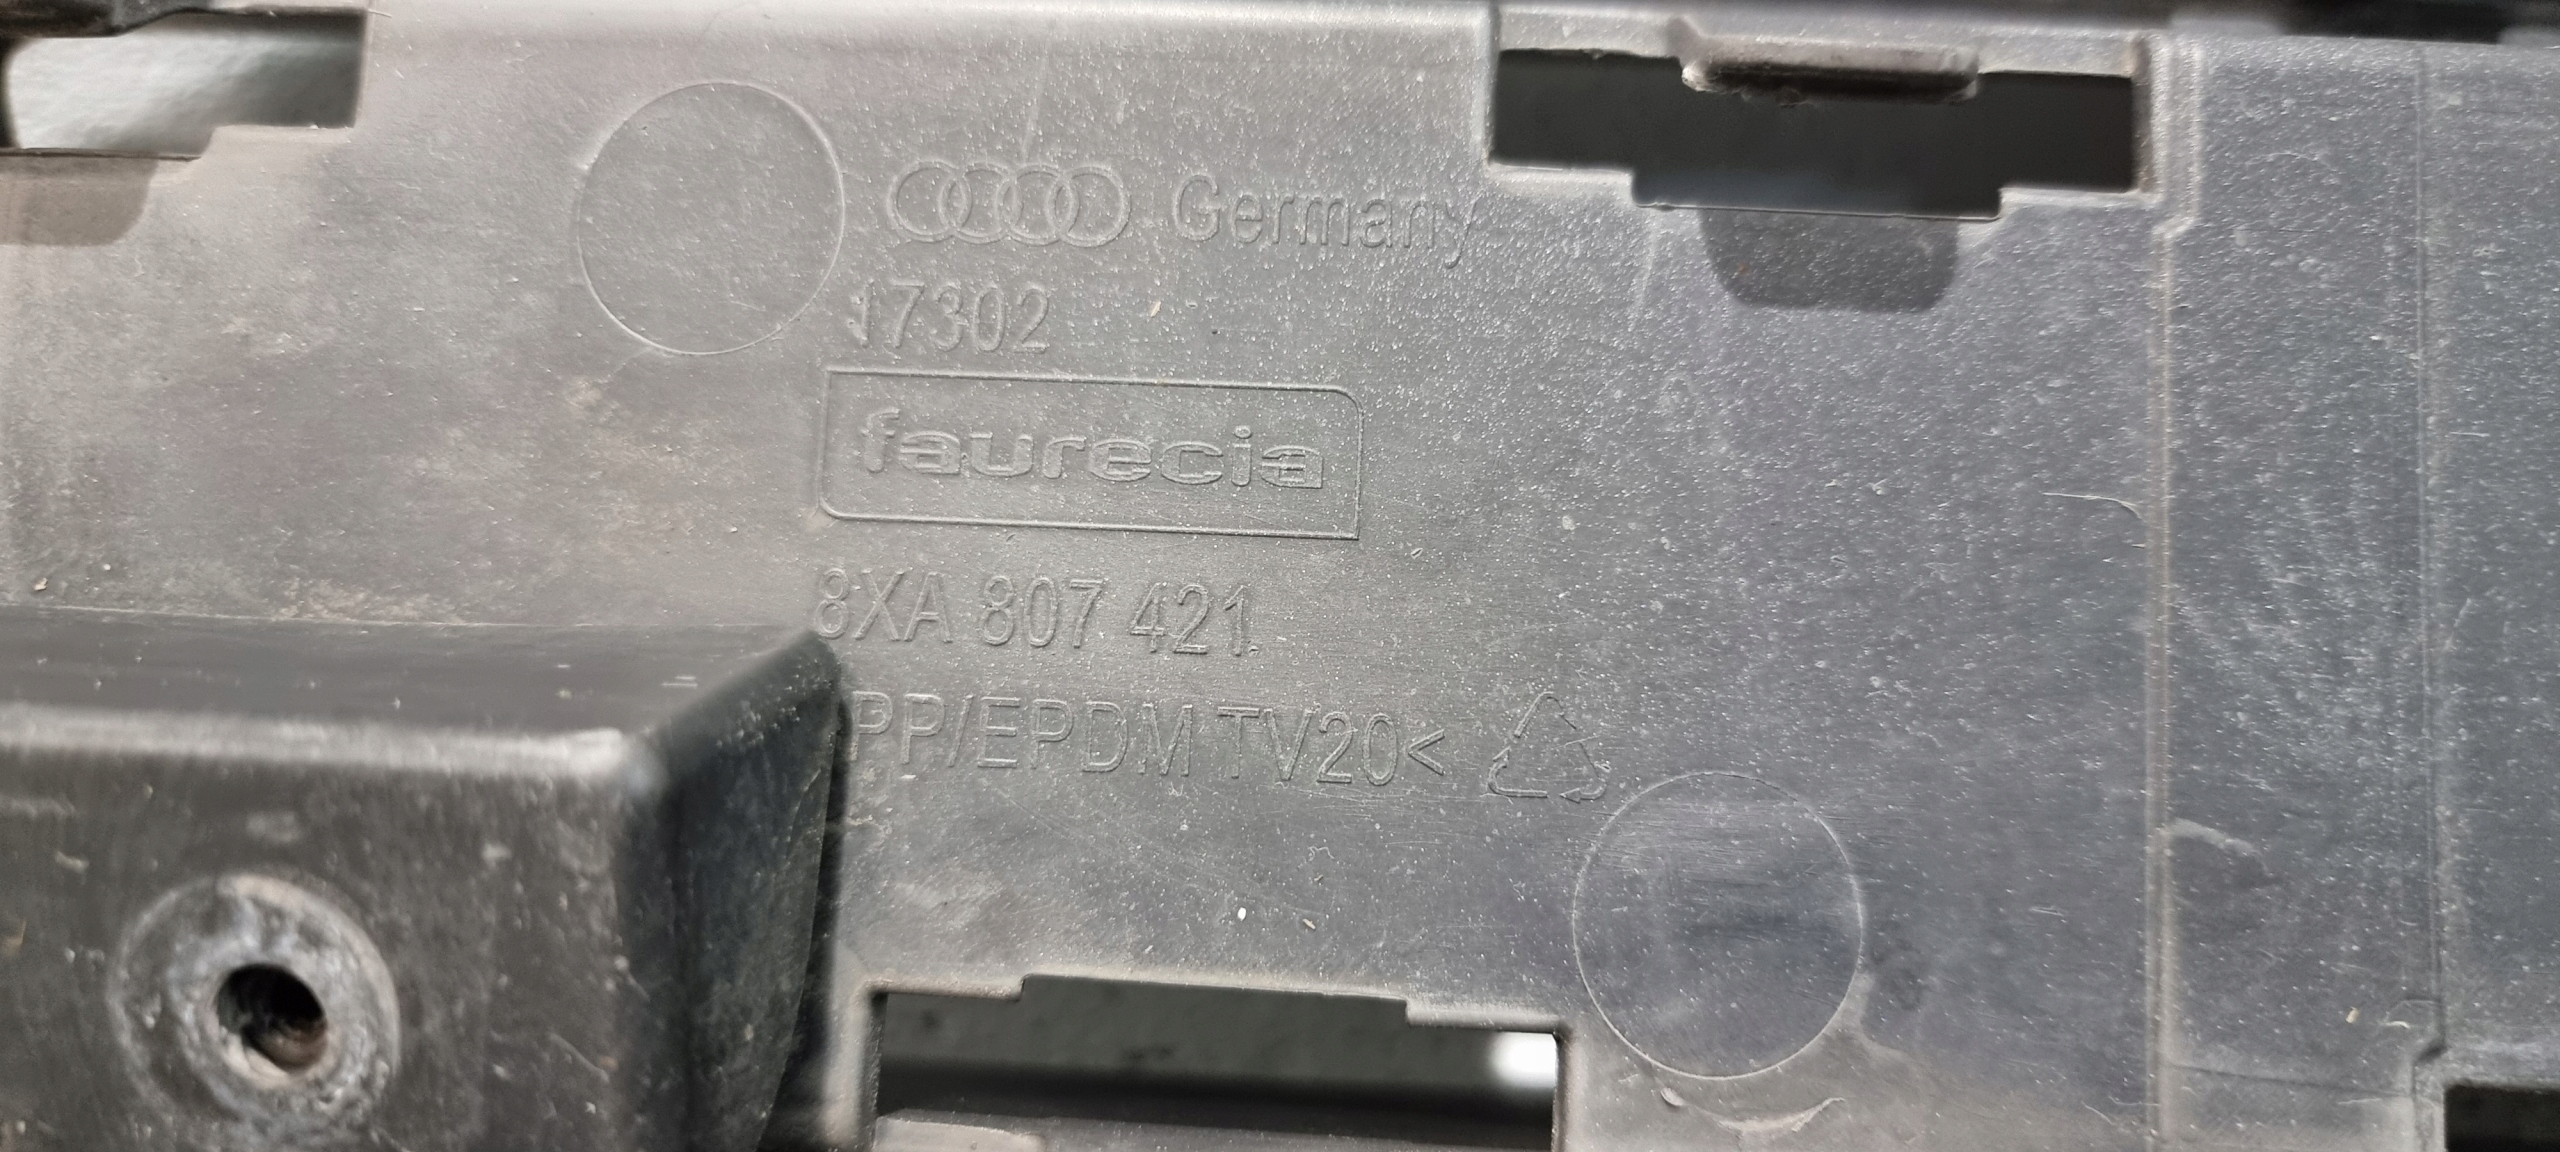 Germany
17302
faurecia
8XA 807 421
PP/EPDM TV20<